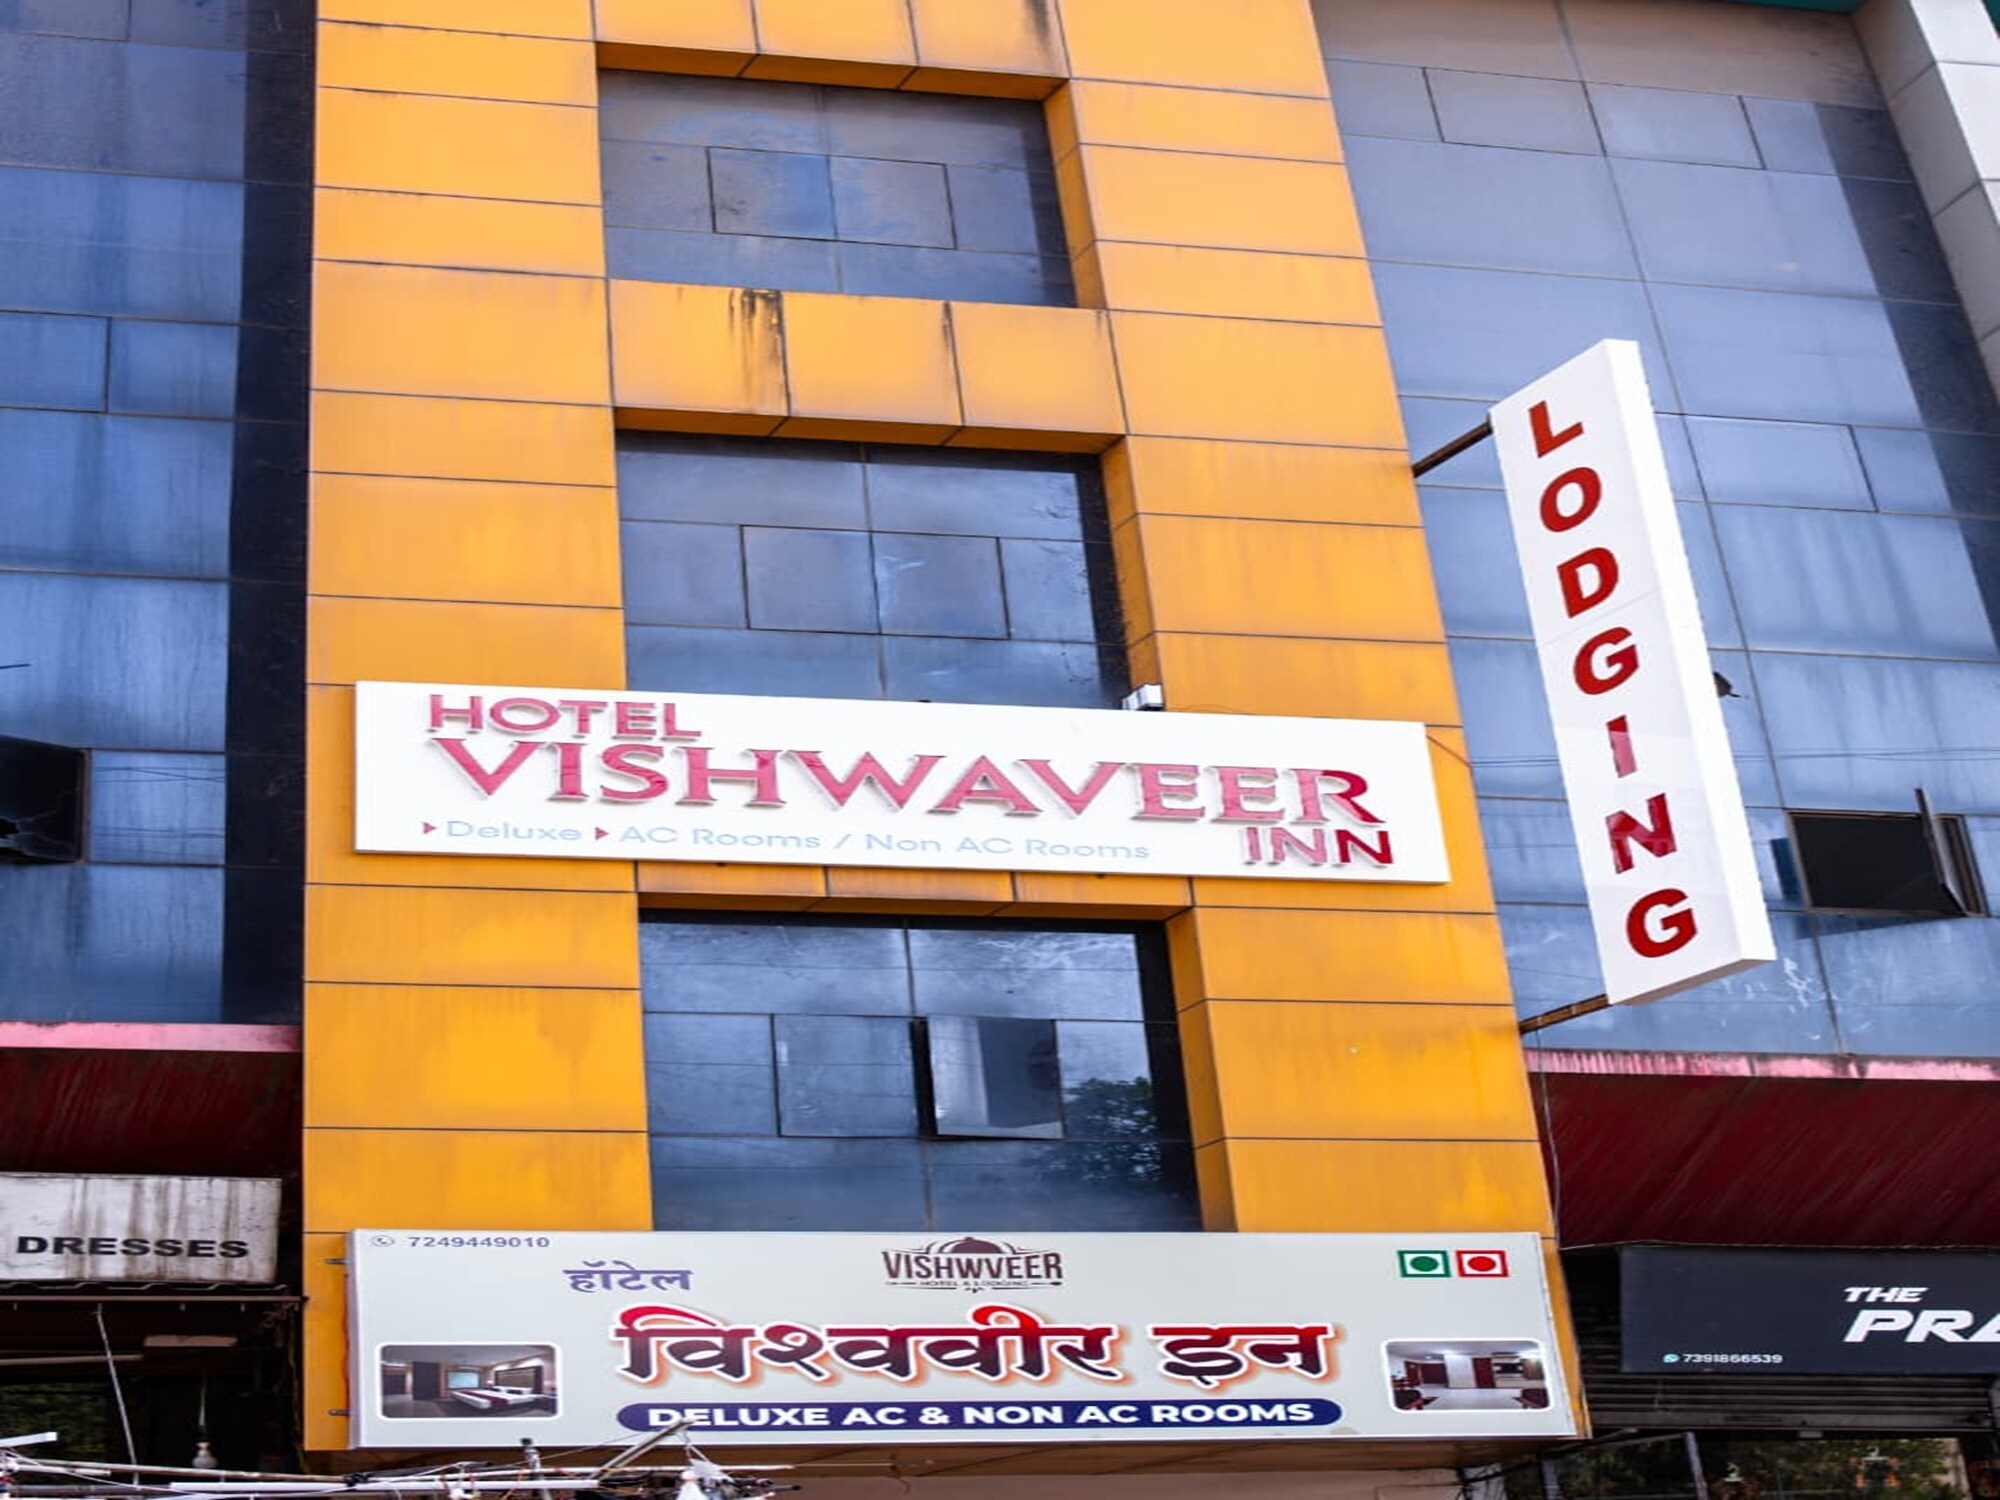 LODGING
HOTEL
VISHWAVEER
INN
Deluxe AC Rooms / Non AC Rooms
7249449010
हॉटेल
VISHWVEER
HOTEL & LODGING
विश्ववीर इन
DELUXE AC & NON AC ROOMS
DRESSES
THE
7391866539